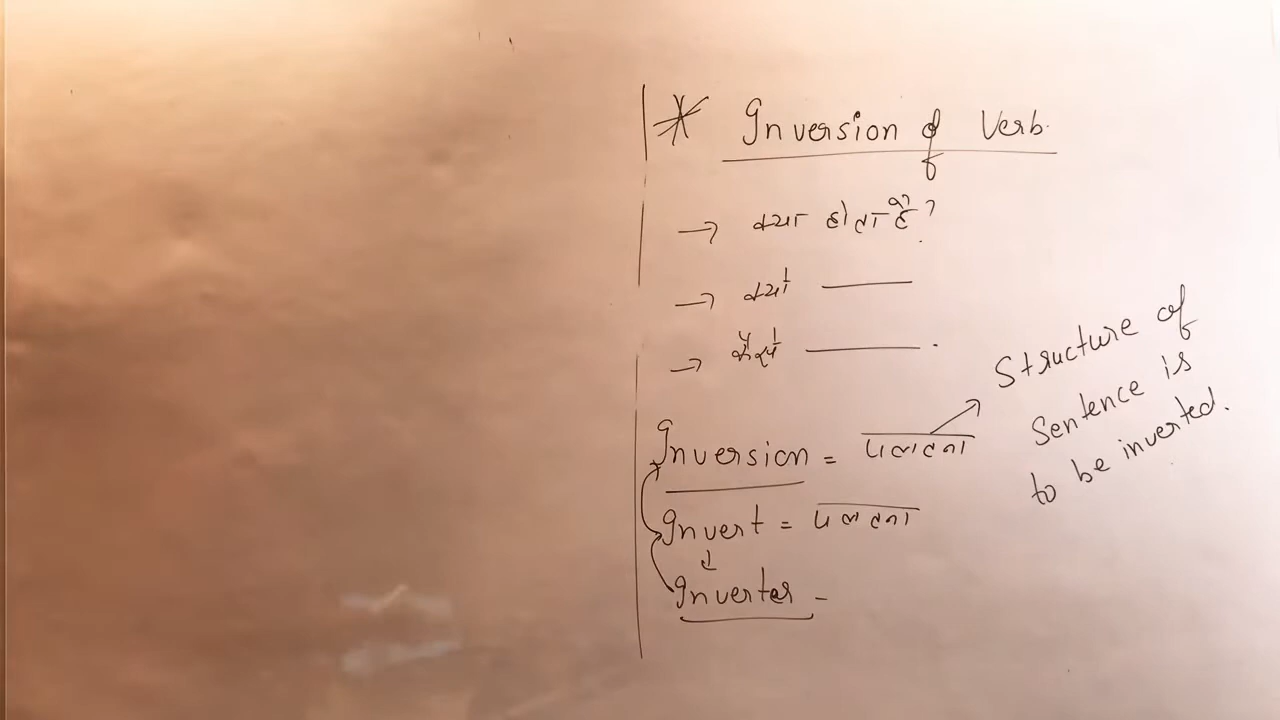 * Inversion of Verb.
→ क्या होता है?
→ क्या ———
→ क्यों ———.
Inversion = पलटना → Structure of
Sentence is
to be inverted.
Invert = पलटना
↓
Inverter -